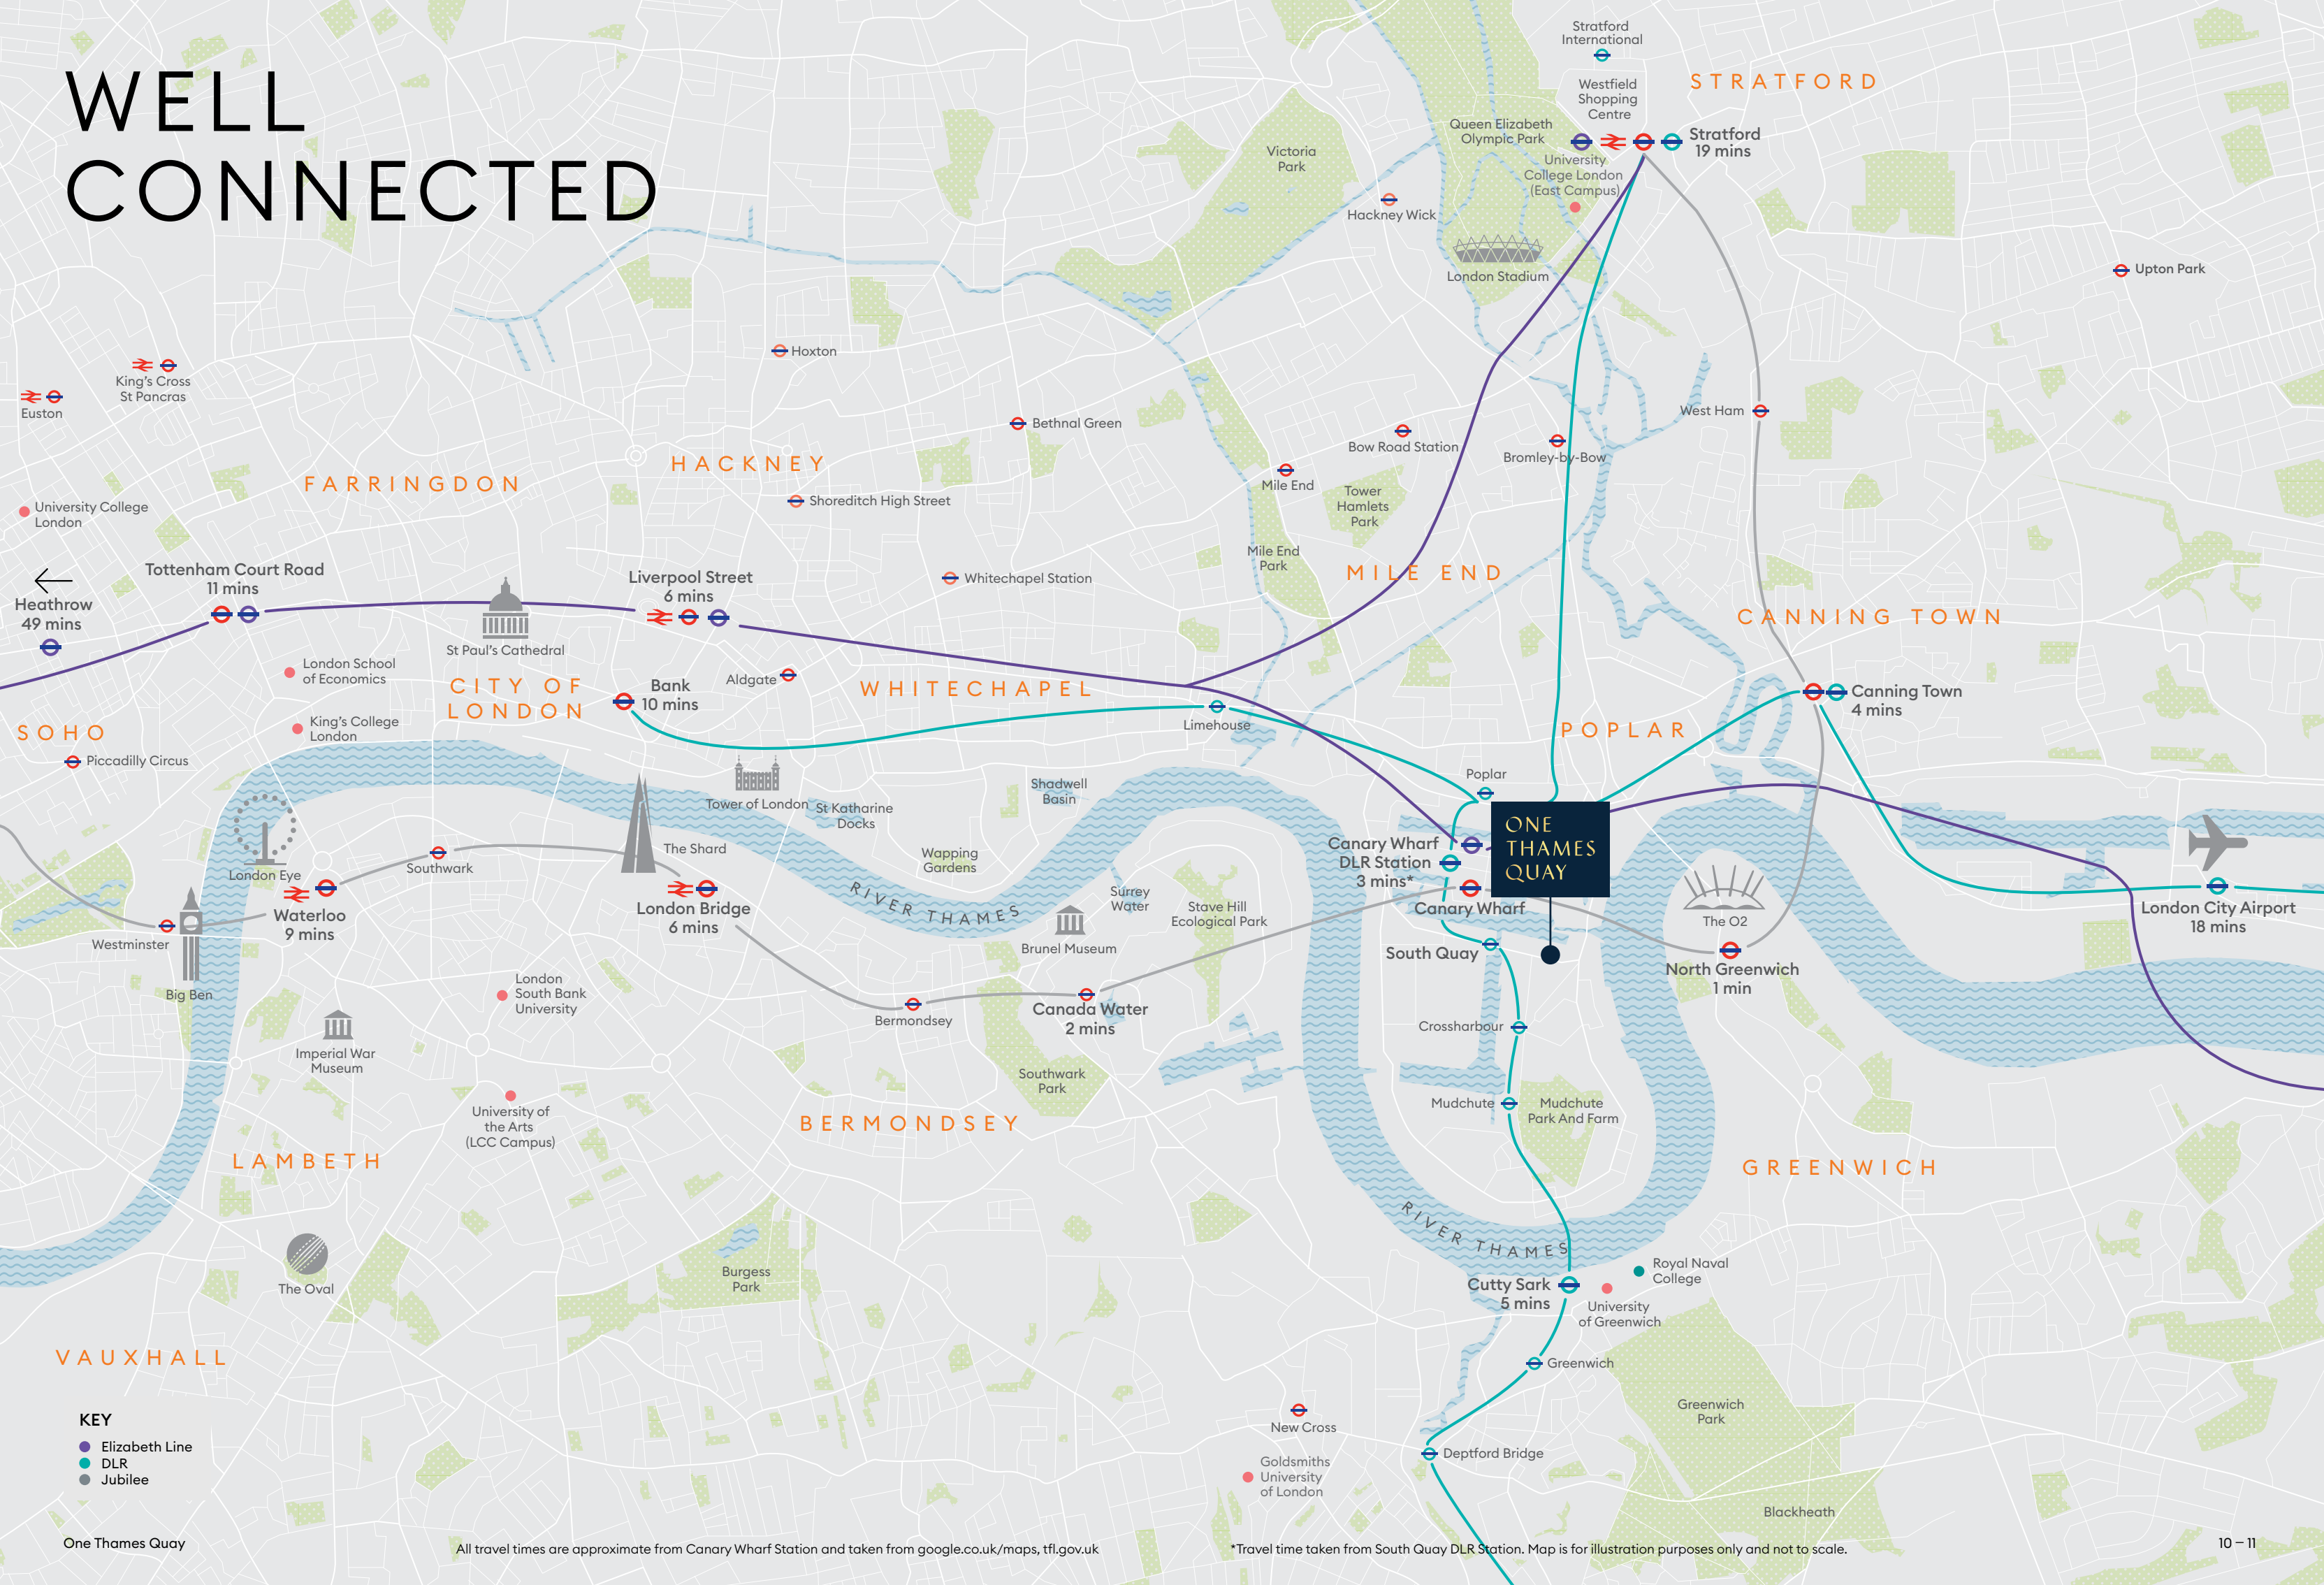 WELL
CONNECTED
Stratford
International
STRATFORD
Westfield
Shopping
Centre
Queen Elizabeth
Olympic Park
Stratford
19 mins
University
College London
(East Campus)
Victoria
Park
Hackney Wick
London Stadium
Upton Park
Hoxton
King's Cross
St Pancras
Euston
Bethnal Green
West Ham
Bow Road Station
Bromley-by-Bow
HACKNEY
FARRINGDON
Mile End
Shoreditch High Street
Tower
Hamlets
Park
University College
London
Mile End
Park
MILE END
Tottenham Court Road
11 mins
Liverpool Street
6 mins
Whitechapel Station
Heathrow
49 mins
CANNING TOWN
St Paul's Cathedral
London School
of Economics
CITY OF
LONDON
Bank
10 mins
Aldgate
WHITECHAPEL
Canning Town
4 mins
King's College
London
Limehouse
POPLAR
SOHO
Piccadilly Circus
Poplar
Tower of London
St Katharine
Docks
Shadwell
Basin
ONE
THAMES
QUAY
Canary Wharf
DLR Station
3 mins*
Canary Wharf
The Shard
Wapping
Gardens
Southwark
London Eye
Waterloo
9 mins
London Bridge
6 mins
RIVER THAMES
Surrey
Water
Stave Hill
Ecological Park
Brunel Museum
The O2
London City Airport
18 mins
Westminster
Big Ben
South Quay
North Greenwich
1 min
London
South Bank
University
Bermondsey
Canada Water
2 mins
Crossharbour
Imperial War
Museum
Southwark
Park
Mudchute
Mudchute
Park And Farm
University of
the Arts
(LCC Campus)
BERMONDSEY
LAMBETH
GREENWICH
RIVER THAMES
The Oval
Burgess
Park
Cutty Sark
5 mins
Royal Naval
College
University
of Greenwich
VAUXHALL
Greenwich
Greenwich
Park
New Cross
Deptford Bridge
Goldsmiths
University
of London
Blackheath
KEY
Elizabeth Line
DLR
Jubilee
One Thames Quay
All travel times are approximate from Canary Wharf Station and taken from google.co.uk/maps, tfl.gov.uk
*Travel time taken from South Quay DLR Station. Map is for illustration purposes only and not to scale.
10 – 11